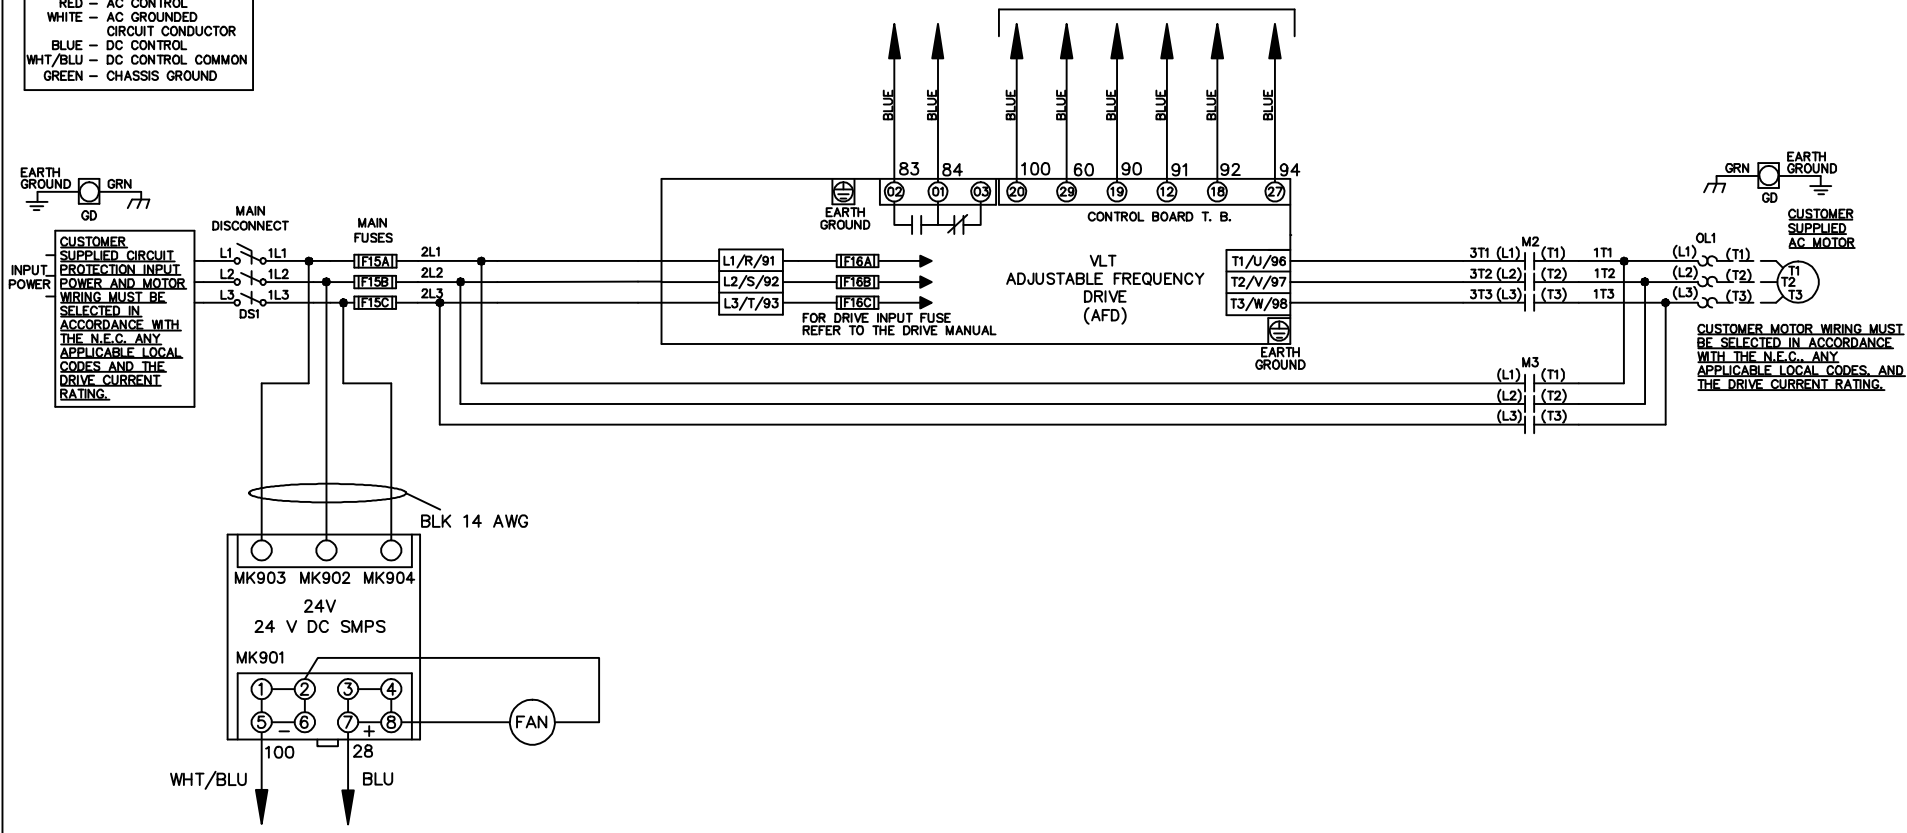 RED – AC CONTROL
WHITE – AC GROUNDED
CIRCUIT CONDUCTOR
BLUE – DC CONTROL
WHT/BLU – DC CONTROL COMMON
GREEN – CHASSIS GROUND
BLUE
BLUE
BLUE
BLUE
BLUE
BLUE
BLUE
BLUE
83
84
100
60
90
91
92
94
02
01
03
20
29
19
12
18
27
EARTH
GROUND
CONTROL BOARD T. B.
EARTH
GROUND
GRN
GD
MAIN
DISCONNECT
MAIN
FUSES
INPUT
POWER
CUSTOMER
SUPPLIED CIRCUIT
PROTECTION INPUT
POWER AND MOTOR
WIRING MUST BE
SELECTED IN
ACCORDANCE WITH
THE N.E.C. ANY
APPLICABLE LOCAL
CODES AND THE
DRIVE CURRENT
RATING.
L1 1L1 F15A 2L1
L2 1L2 F15B 2L2
L3 1L3 F15C 2L3
DS1
L1/R/91 F16A
L2/S/92 F16B
L3/T/93 F16C
FOR DRIVE INPUT FUSE
REFER TO THE DRIVE MANUAL
VLT
ADJUSTABLE FREQUENCY
DRIVE
(AFD)
T1/U/96
T2/V/97
T3/W/98
EARTH
GROUND
M2
3T1 (L1) (T1) 1T1
3T2 (L2) (T2) 1T2
3T3 (L3) (T3) 1T3
M3
(L1) (T1)
(L2) (T2)
(L3) (T3)
OL1
(L1) (T1)
(L2) (T2)
(L3) (T3)
T1
T2
T3
GRN
EARTH
GROUND
GD
CUSTOMER
SUPPLIED
AC MOTOR
CUSTOMER MOTOR WIRING MUST
BE SELECTED IN ACCORDANCE
WITH THE N.E.C., ANY
APPLICABLE LOCAL CODES, AND
THE DRIVE CURRENT RATING.
BLK 14 AWG
MK903 MK902 MK904
24V
24 V DC SMPS
MK901
1 2 3 4
5 6 7 8
– +
FAN
100 28
WHT/BLU BLU